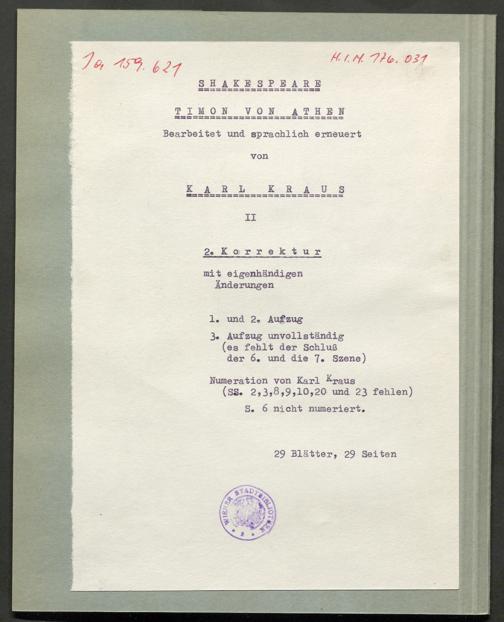 Ja 159.621
H.I.N. 176.031
SHAKESPEARE
TIMON VON ATHEN
Bearbeitet und sprachlich erneuert
von
KARL KRAUS
II
2. Korrektur
mit eigenhändigen
Änderungen
1. und 2. Aufzug
3. Aufzug unvollständig
(es fehlt der Schluß
der 6. und die 7. Szene)
Numeration von Karl Kraus
(SS. 2,3,8,9,10,20 und 23 fehlen)
S. 6 nicht numeriert.
29 Blätter, 29 Seiten
WIENER STADTBIBLIOTHEK